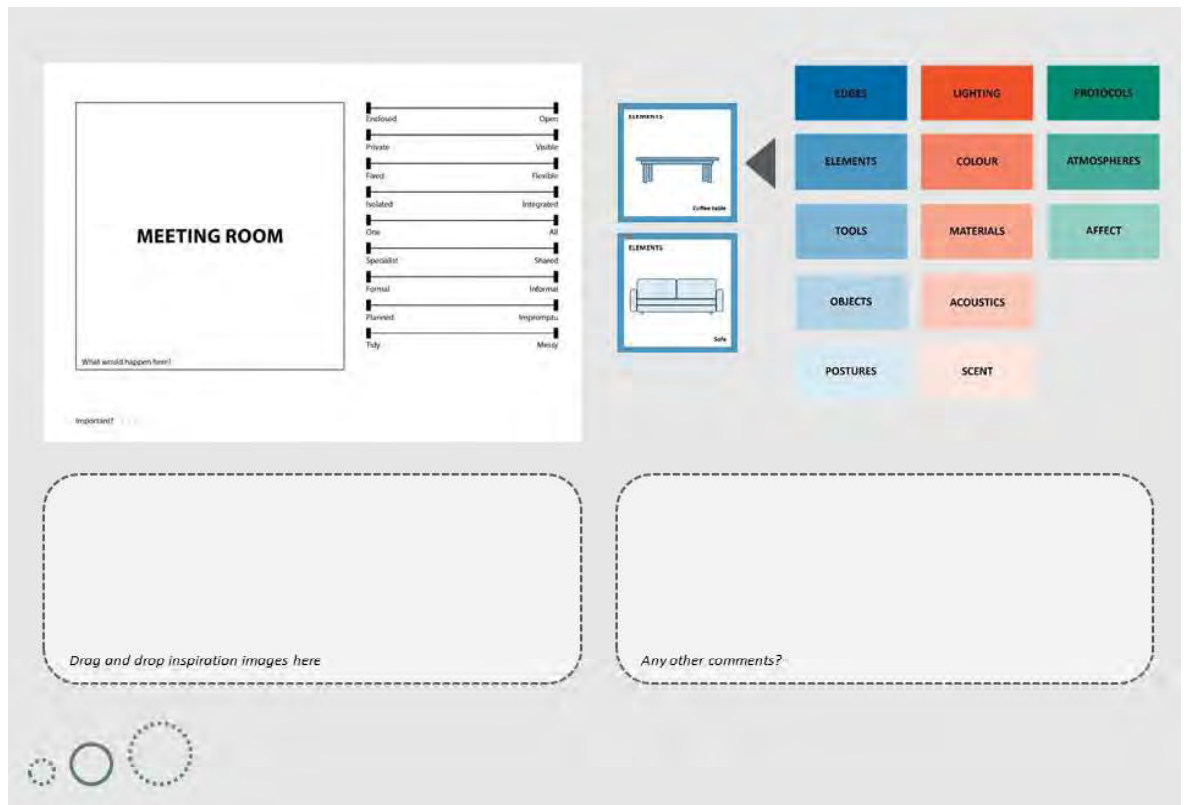 MEETING ROOM
What would happen here?
Important?
Enclosed Open
Private Visible
Fixed Flexible
Isolated Integrated
One All
Specialist Shared
Formal Informal
Planned Impromptu
Tidy Messy
ELEMENTS
Coffee table
ELEMENTS
Sofa
EDGES LIGHTING PROTOCOLS
ELEMENTS COLOUR ATMOSPHERES
TOOLS MATERIALS AFFECT
OBJECTS ACOUSTICS
POSTURES SCENT
Drag and drop inspiration images here
Any other comments?